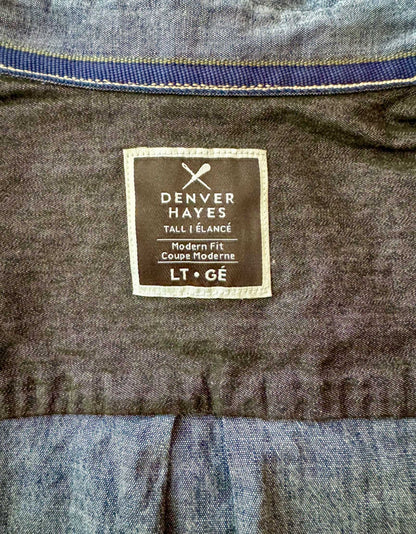 DENVER
HAYES
TALL | ÉLANCÉ
Modern Fit
Coupe Moderne
LT • GÉ